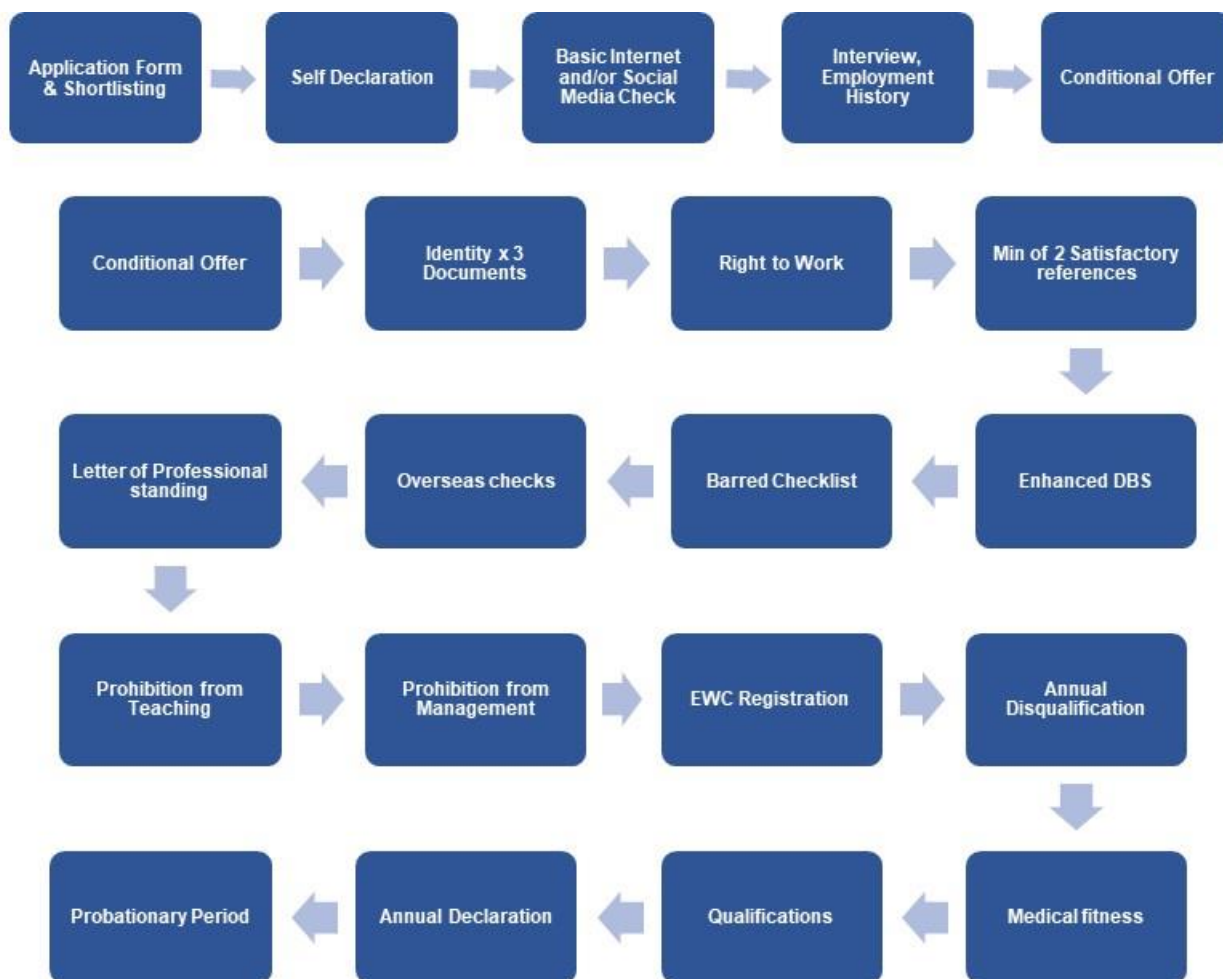 Application Form
& Shortlisting
Self Declaration
Basic Internet
and/or Social
Media Check
Interview,
Employment
History
Conditional Offer
Conditional Offer
Identity x 3
Documents
Right to Work
Min of 2 Satisfactory
references
Enhanced DBS
Barred Checklist
Overseas checks
Letter of Professional
standing
Prohibition from
Teaching
Prohibition from
Management
EWC Registration
Annual
Disqualification
Medical fitness
Qualifications
Annual Declaration
Probationary Period